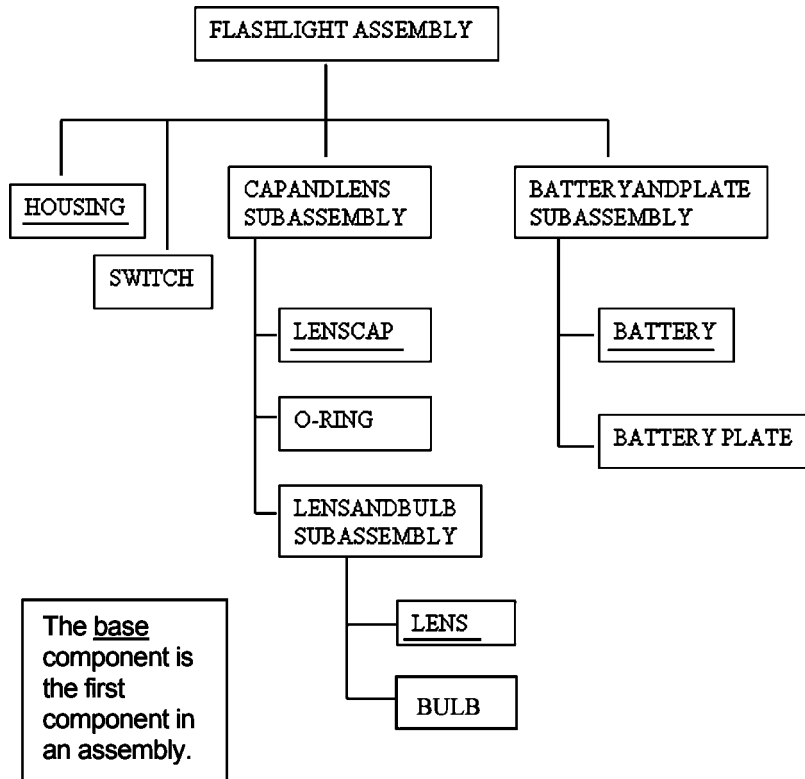 FLASHLIGHT ASSEMBLY
HOUSING
SWITCH
CAPANDLENS
SUBASSEMBLY
BATTERYANDPLATE
SUBASSEMBLY
LENSCAP
O-RING
LENSANDBULB
SUBASSEMBLY
LENS
BULB
BATTERY
BATTERY PLATE
The base
component is
the first
component in
an assembly.